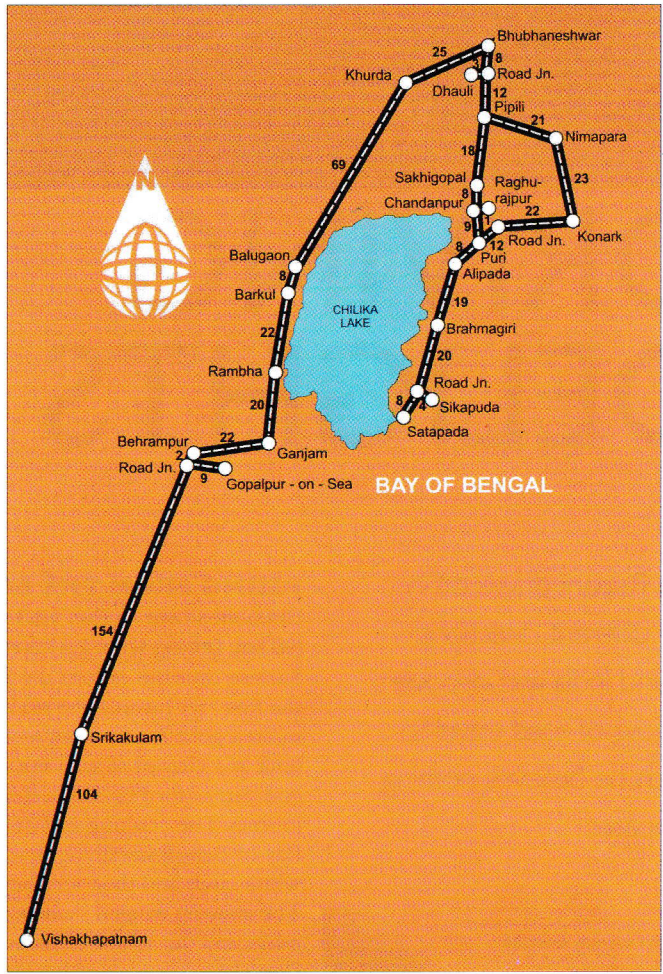 Bhubhaneshwar
25
8
Khurda
3
Road Jn.
Dhauli
12
Pipili
21
Nimapara
18
69
Sakhigopal
Raghu-
rajpur
23
8
Chandanpur
1
22
9
Road Jn.
Konark
12
Puri
8
Alipada
N
Balugaon
8
Barkul
19
CHILIKA
LAKE
Brahmagiri
22
20
Rambha
Road Jn.
8
4
Sikapuda
20
Satapada
Behrampur
22
Ganjam
2
Road Jn.
9
Gopalpur - on - Sea
BAY OF BENGAL
154
Srikakulam
104
Vishakhapatnam